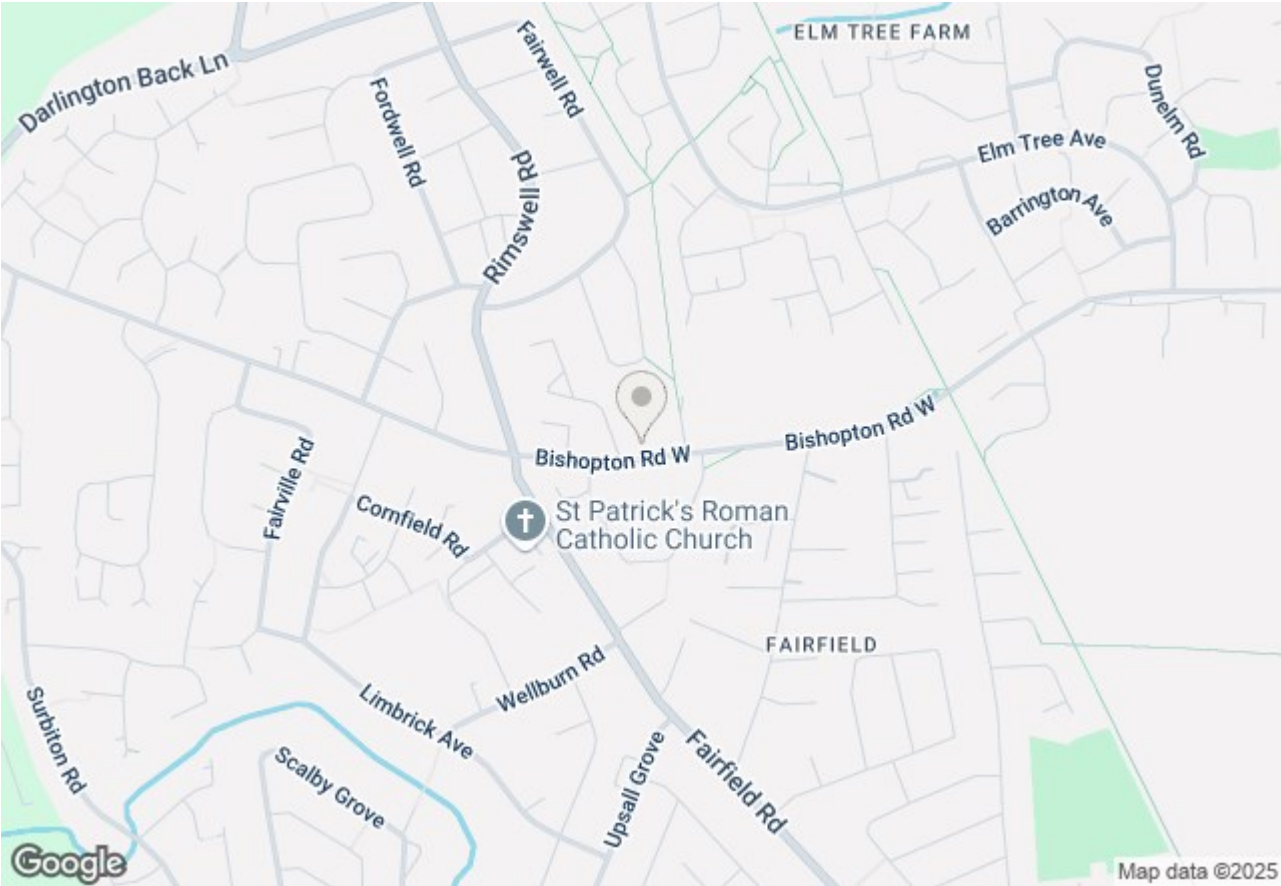 ELM TREE FARM
Fairwell Rd
Darlington Back Ln
Fordwell Rd
Dunelm Rd
Elm Tree Ave
Rimswell Rd
Barrington Ave
Bishopton Rd W
Bishopton Rd W
Fairville Rd
Cornfield Rd
St Patrick's Roman
Catholic Church
FAIRFIELD
Wellburn Rd
Limbrick Ave
Surbiton Rd
Scalby Grove
Upsall Grove
Fairfield Rd
Google
Map data ©2025